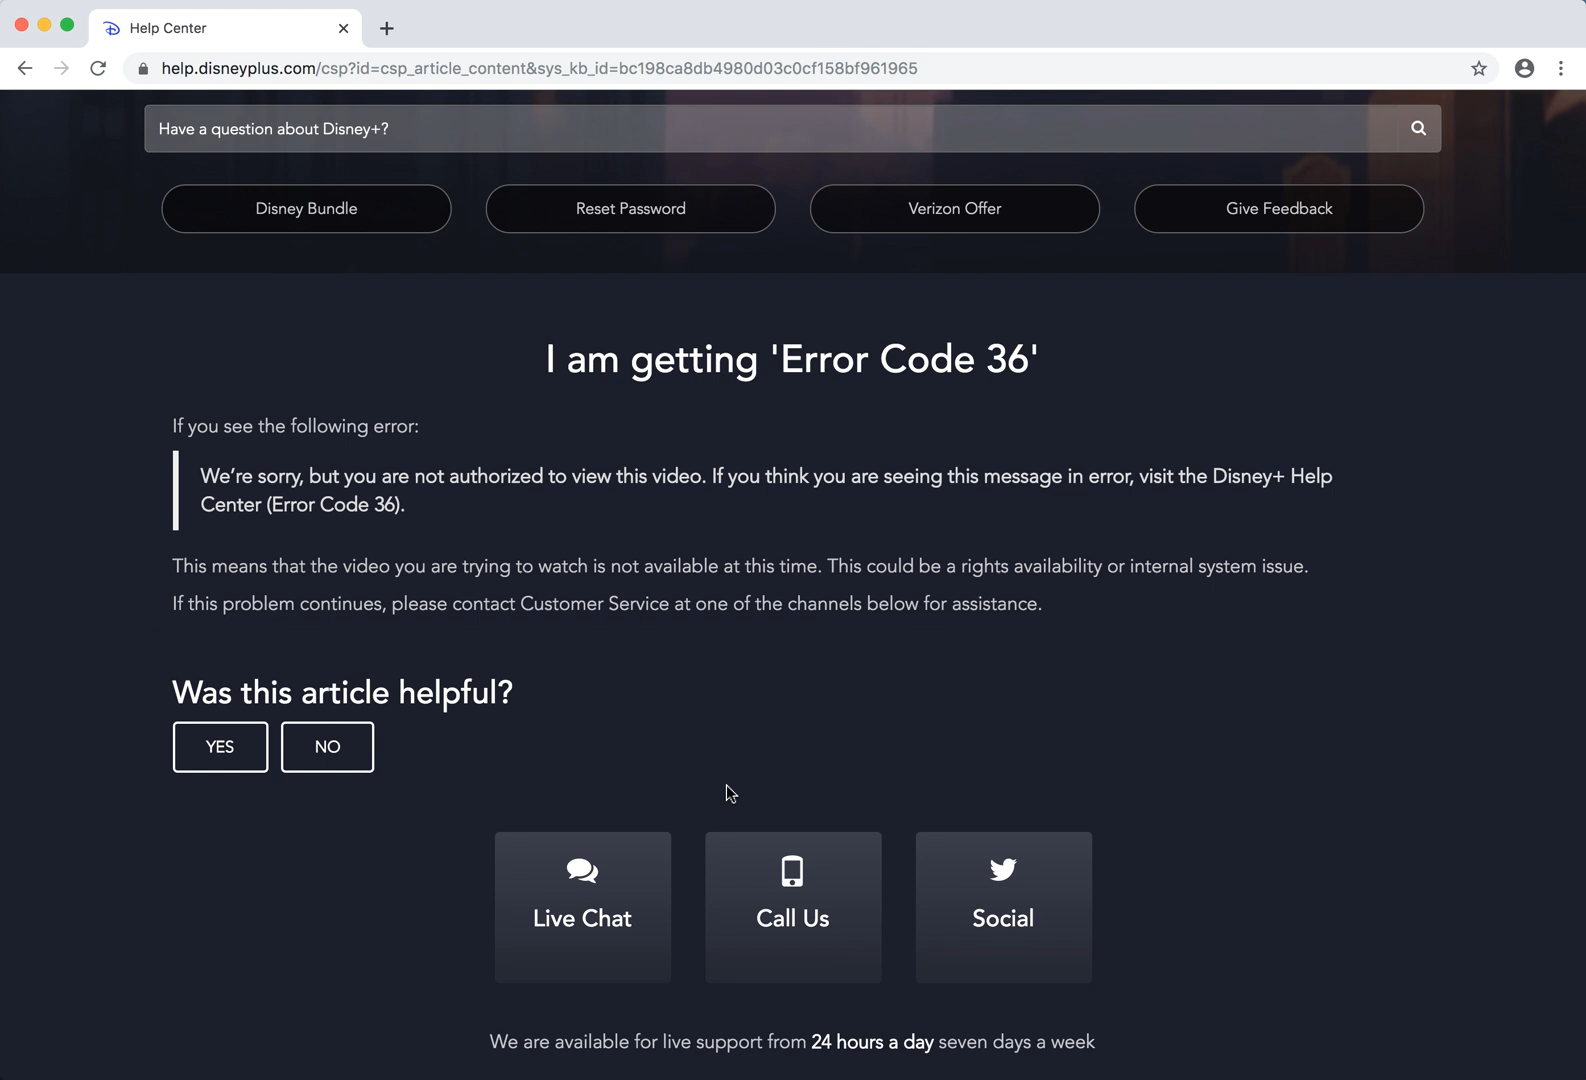 Help Center
help.disneyplus.com/csp?id=csp_article_content&sys_kb_id=bc198ca8db4980d03c0cf158bf961965
Have a question about Disney+?
Disney Bundle
Reset Password
Verizon Offer
Give Feedback
I am getting 'Error Code 36'
If you see the following error:
We’re sorry, but you are not authorized to view this video. If you think you are seeing this message in error, visit the Disney+ Help
Center (Error Code 36).
This means that the video you are trying to watch is not available at this time. This could be a rights availability or internal system issue.
If this problem continues, please contact Customer Service at one of the channels below for assistance.
Was this article helpful?
YES
NO
Live Chat
Call Us
Social
We are available for live support from 24 hours a day seven days a week